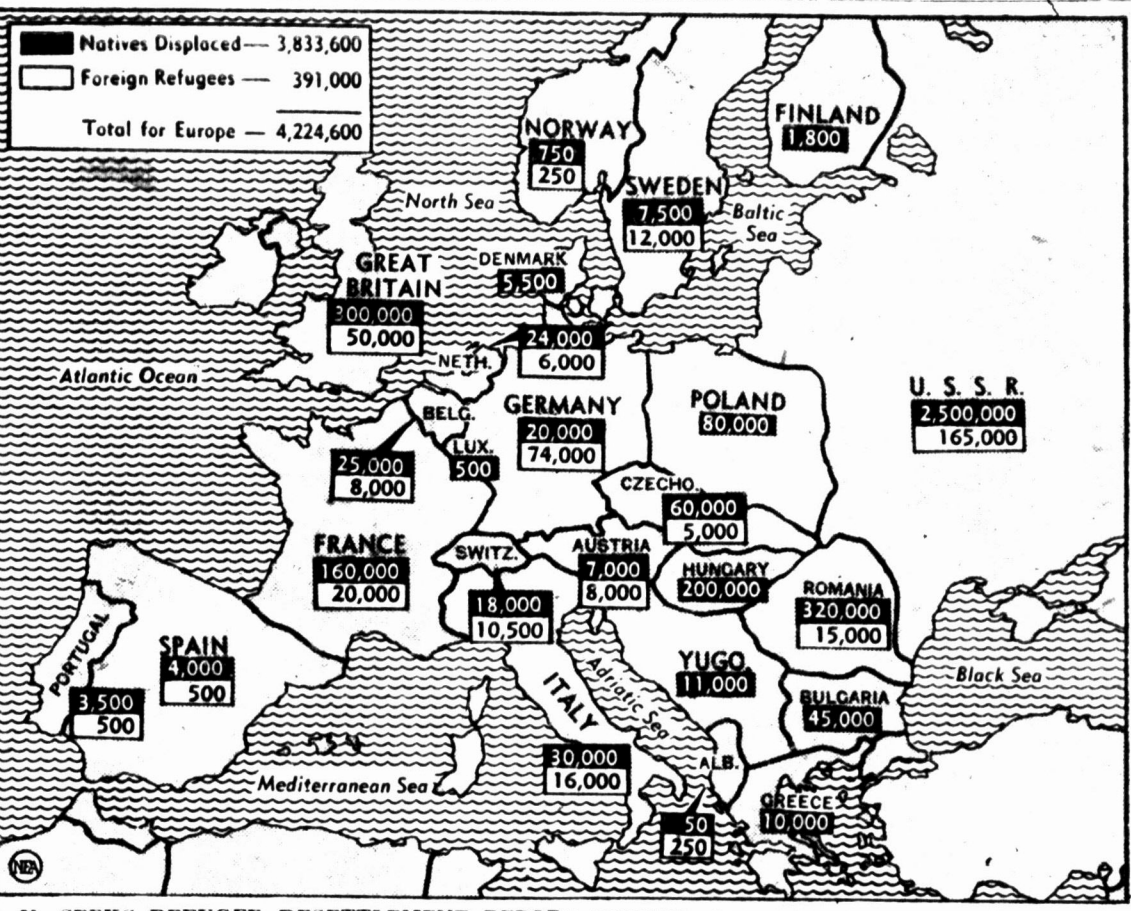 Natives Displaced — 3,833,600
Foreign Refugees — 391,000
Total for Europe — 4,224,600
NORWAY
750
250
FINLAND
1,800
SWEDEN
7,500
12,000
North Sea
Baltic
Sea
GREAT
BRITAIN
300,000
50,000
DENMARK
5,500
24,000
6,000
NETH.
Atlantic Ocean
BELG.
GERMANY
20,000
74,000
POLAND
80,000
U. S. S. R.
2,500,000
165,000
25,000
8,000
LUX.
500
CZECHO.
60,000
5,000
FRANCE
160,000
20,000
SWITZ.
18,000
10,500
AUSTRIA
7,000
8,000
HUNGARY
200,000
ROMANIA
320,000
15,000
PORTUGAL
3,500
500
SPAIN
4,000
500
ITALY
30,000
16,000
Adriatic Sea
YUGO.
11,000
BULGARIA
45,000
Black Sea
Mediterranean Sea
ALB.
50
250
GREECE
10,000
NEA